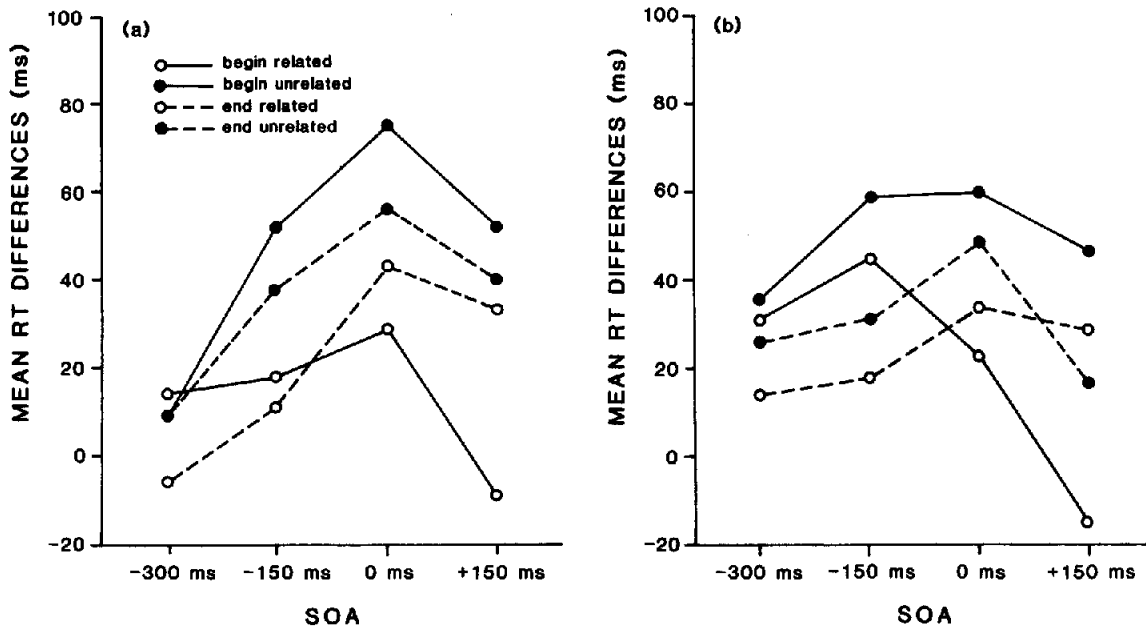 (a)
begin related
begin unrelated
end related
end unrelated
MEAN RT DIFFERENCES (ms)
100
80
60
40
20
0
-20
-300 ms
-150 ms
0 ms
+150 ms
SOA
(b)
MEAN RT DIFFERENCES (ms)
100
80
60
40
20
0
-20
-300 ms
-150 ms
0 ms
+150 ms
SOA